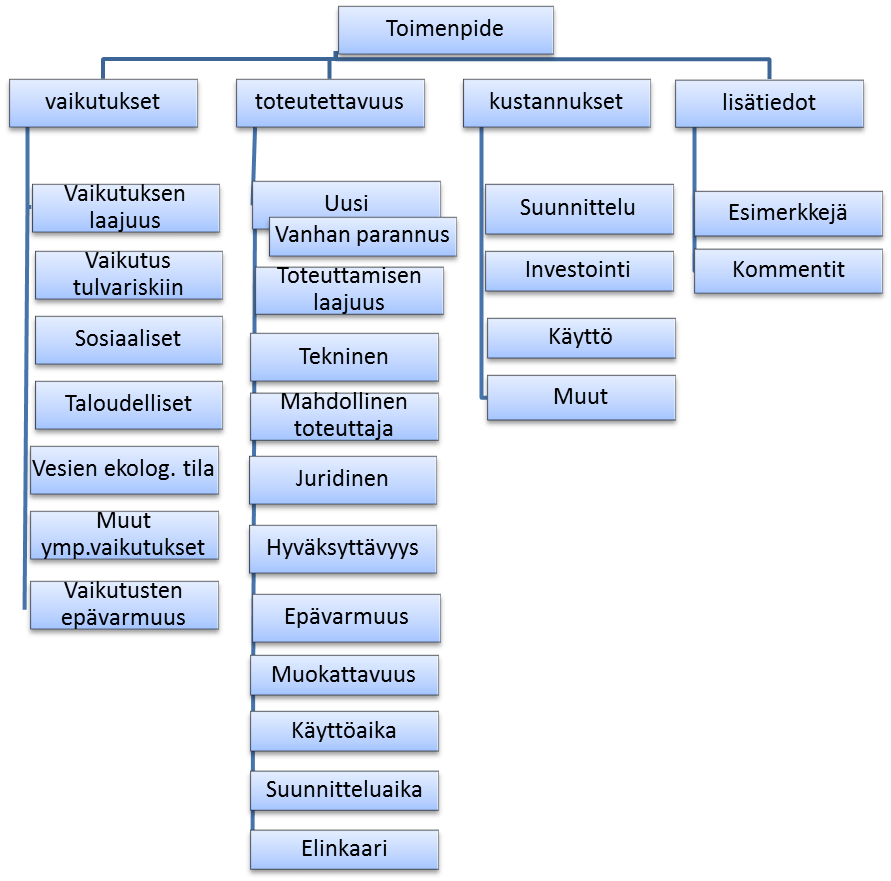 Toimenpide
vaikutukset
toteutettavuus
kustannukset
lisätiedot
Vaikutuksen
laajuus
Vaikutus
tulvariskiin
Sosiaaliset
Taloudelliset
Vesien ekolog. tila
Muut
ymp.vaikutukset
Vaikutusten
epävarmuus
Uusi
Vanhan parannus
Toteuttamisen
laajuus
Tekninen
Mahdollinen
toteuttaja
Juridinen
Hyväksyttävyys
Epävarmuus
Muokattavuus
Käyttöaika
Suunnitteluaika
Elinkaari
Suunnittelu
Investointi
Käyttö
Muut
Esimerkkejä
Kommentit